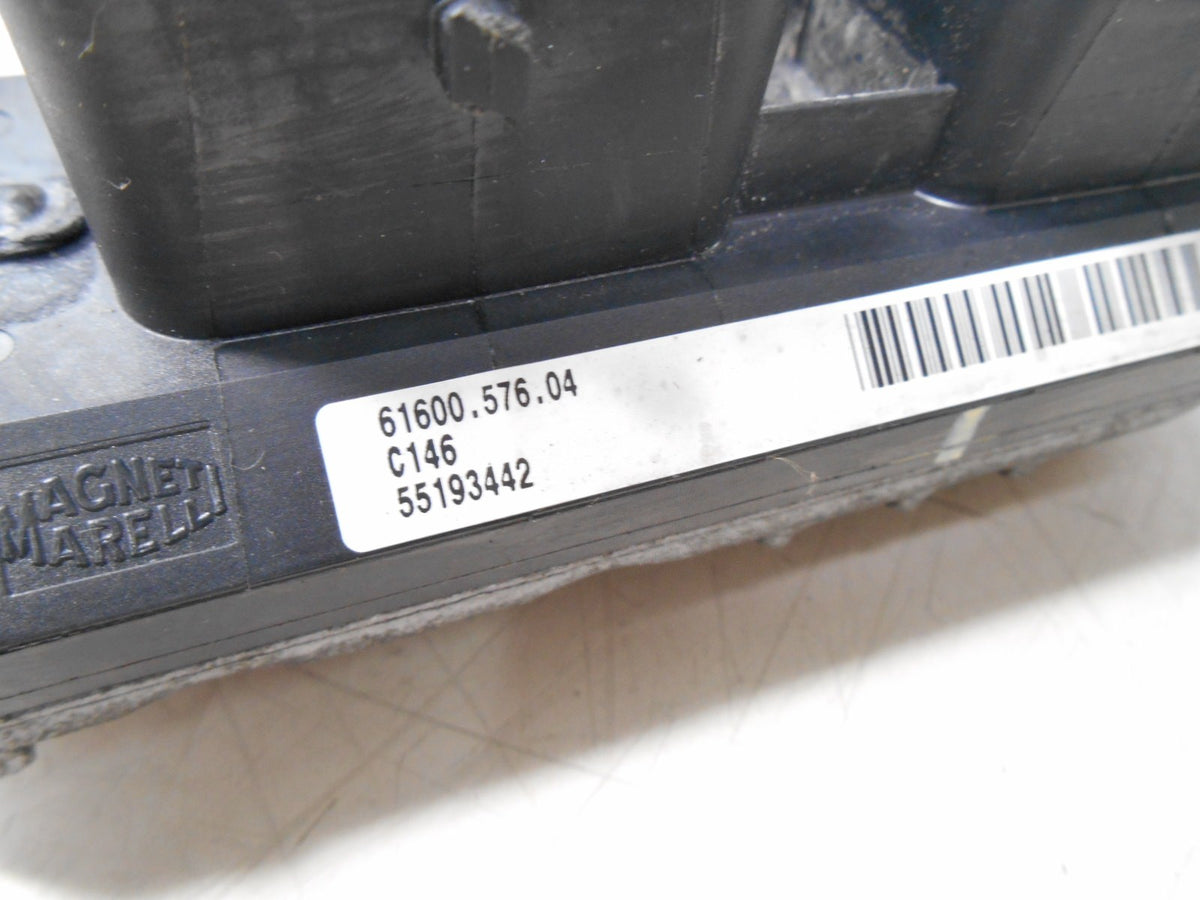 61600.576.04
C146
55193442
MAGNETI
MARELLI